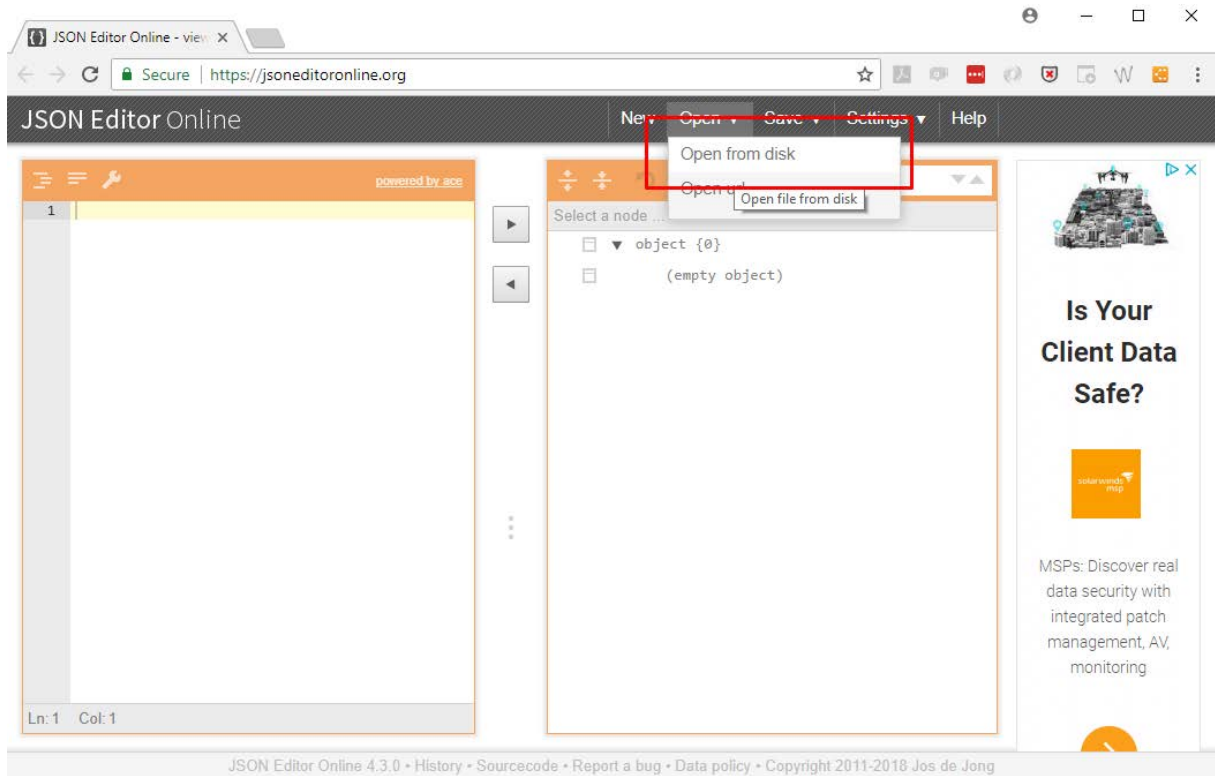 JSON Editor Online - view
Secure | https://jsoneditoronline.org
JSON Editor Online
New Open Save Settings Help
Open from disk
Open url
Open file from disk
powered by ace
1
Select a node ...
object {0}
(empty object)
Ln: 1 Col: 1
Is Your
Client Data
Safe?
solarwinds
msp
MSPs: Discover real
data security with
integrated patch
management, AV,
monitoring
JSON Editor Online 4.3.0 • History • Sourcecode • Report a bug • Data policy • Copyright 2011-2018 Jos de Jong